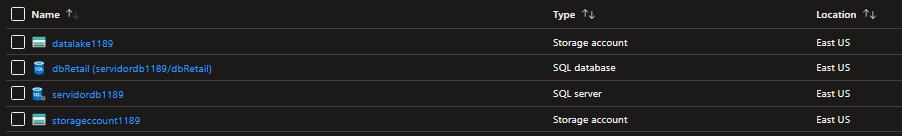 Name ↑↓ Type ↑↓ Location ↑↓
datalake1189 Storage account East US
dbRetail (servidordb1189/dbRetail) SQL database East US
servidordb1189 SQL server East US
storageccount1189 Storage account East US